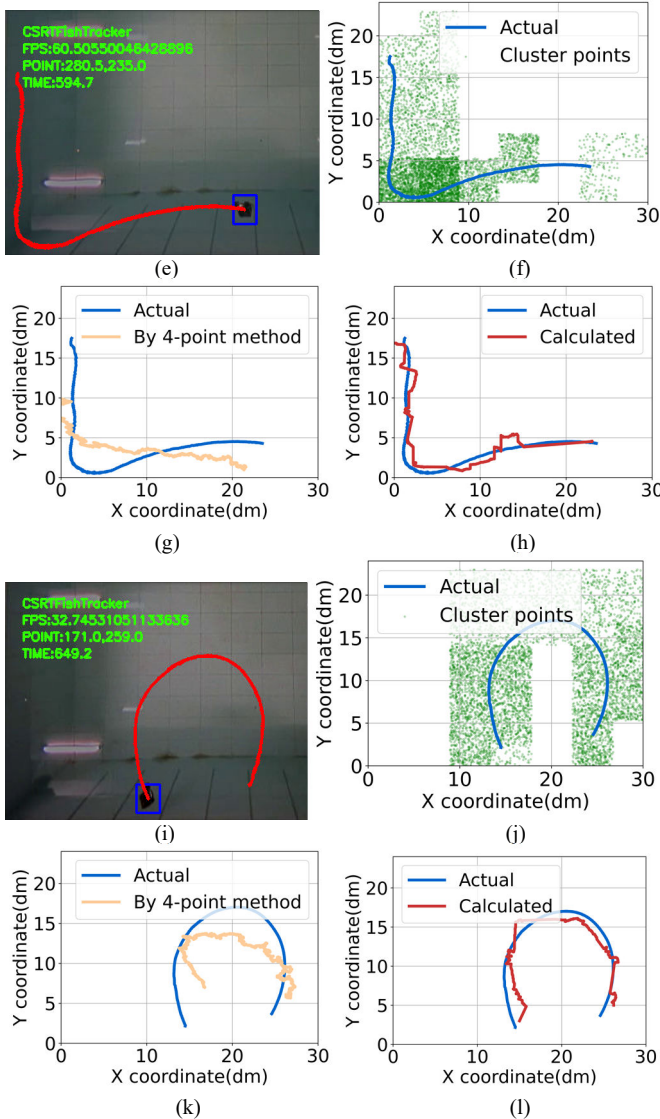 CSRTFishTracker
FPS:60.50550046428896
POINT:280.5,235.0
TIME:594.7
(e)
Y coordinate(dm)
20
15
10
5
0
Actual
Cluster points
0 10 20 30
X coordinate(dm)
(f)
Y coordinate(dm)
20
15
10
5
0
Actual
By 4-point method
0 10 20 30
X coordinate(dm)
(g)
Y coordinate(dm)
20
15
10
5
0
Actual
Calculated
0 10 20 30
X coordinate(dm)
(h)
CSRTFishTracker
FPS:32.74531051133636
POINT:171.0,259.0
TIME:649.2
(i)
Y coordinate(dm)
20
15
10
5
0
Actual
Cluster points
0 10 20 30
X coordinate(dm)
(j)
Y coordinate(dm)
20
15
10
5
0
Actual
By 4-point method
0 10 20 30
X coordinate(dm)
(k)
Y coordinate(dm)
20
15
10
5
0
Actual
Calculated
0 10 20 30
X coordinate(dm)
(l)